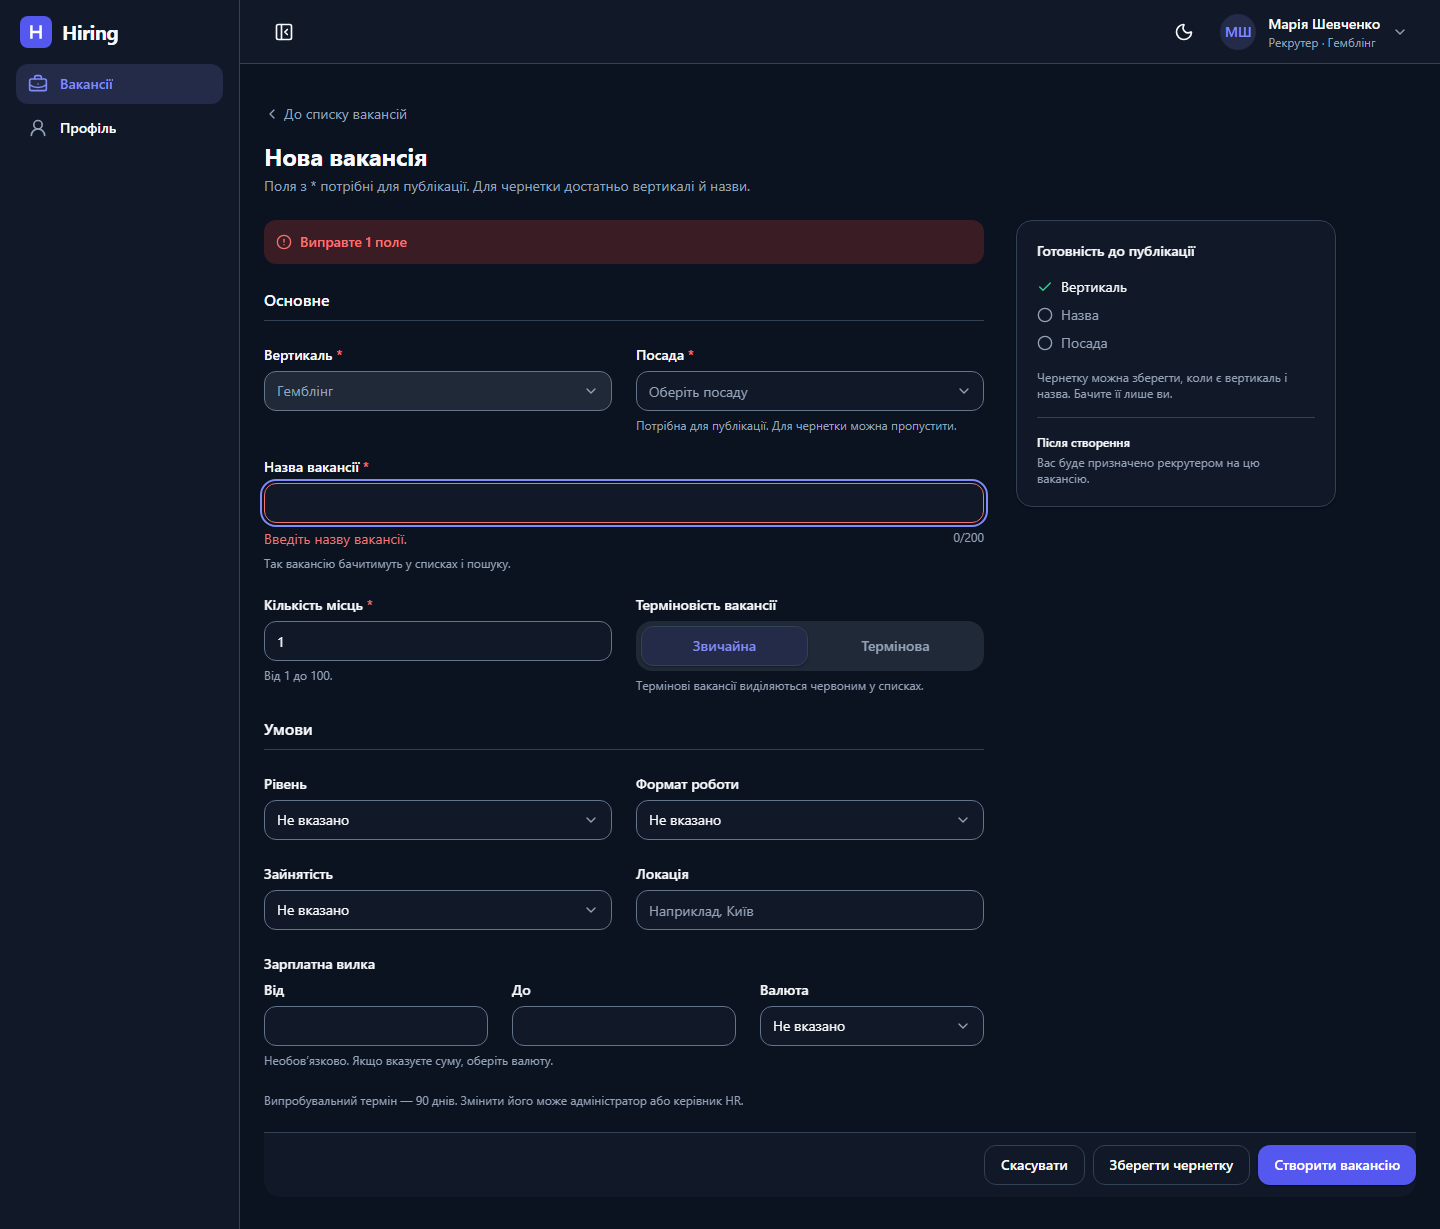 H Hiring
Вакансії
Профіль
МШ
Марія Шевченко
Рекрутер · Гемблінг
До списку вакансій
Нова вакансія
Поля з * потрібні для публікації. Для чернетки достатньо вертикалі й назви.
Виправте 1 поле
Основне
Вертикаль *
Гемблінг
Посада *
Оберіть посаду
Потрібна для публікації. Для чернетки можна пропустити.
Назва вакансії *
Введіть назву вакансії.
0/200
Так вакансію бачитимуть у списках і пошуку.
Кількість місць *
1
Від 1 до 100.
Терміновість вакансії
Звичайна
Термінова
Термінові вакансії виділяються червоним у списках.
Умови
Рівень
Не вказано
Формат роботи
Не вказано
Зайнятість
Не вказано
Локація
Наприклад, Київ
Зарплатна вилка
Від
До
Валюта
Не вказано
Необов'язково. Якщо вказуєте суму, оберіть валюту.
Випробувальний термін — 90 днів. Змінити його може адміністратор або керівник HR.
Готовність до публікації
Вертикаль
Назва
Посада
Чернетку можна зберегти, коли є вертикаль і
назва. Бачите її лише ви.
Після створення
Вас буде призначено рекрутером на цю
вакансію.
Скасувати
Зберегти чернетку
Створити вакансію